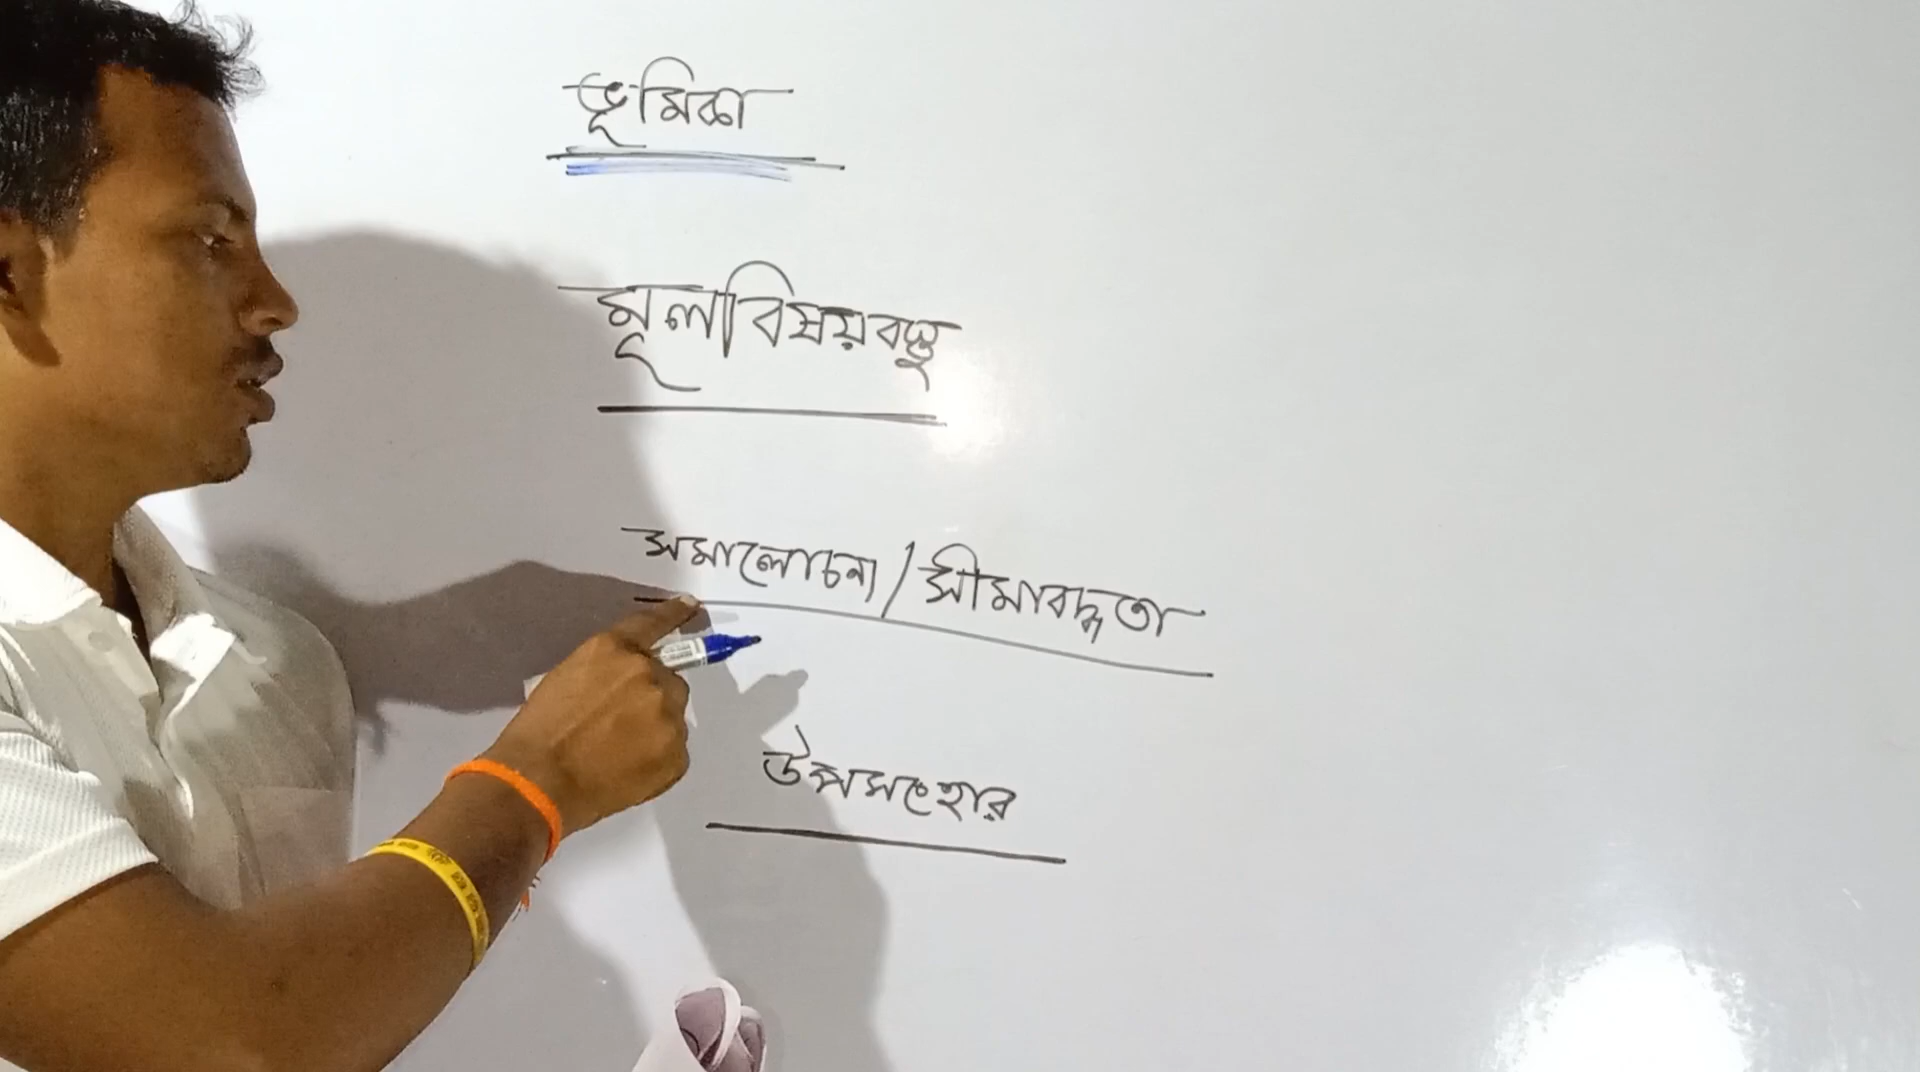 ভূমিকা
মূলবিষয়বস্তু
সমালোচনা/সীমাবদ্ধতা
উপসংহার